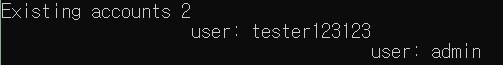 Existing accounts 2
user: tester123123
user: admin